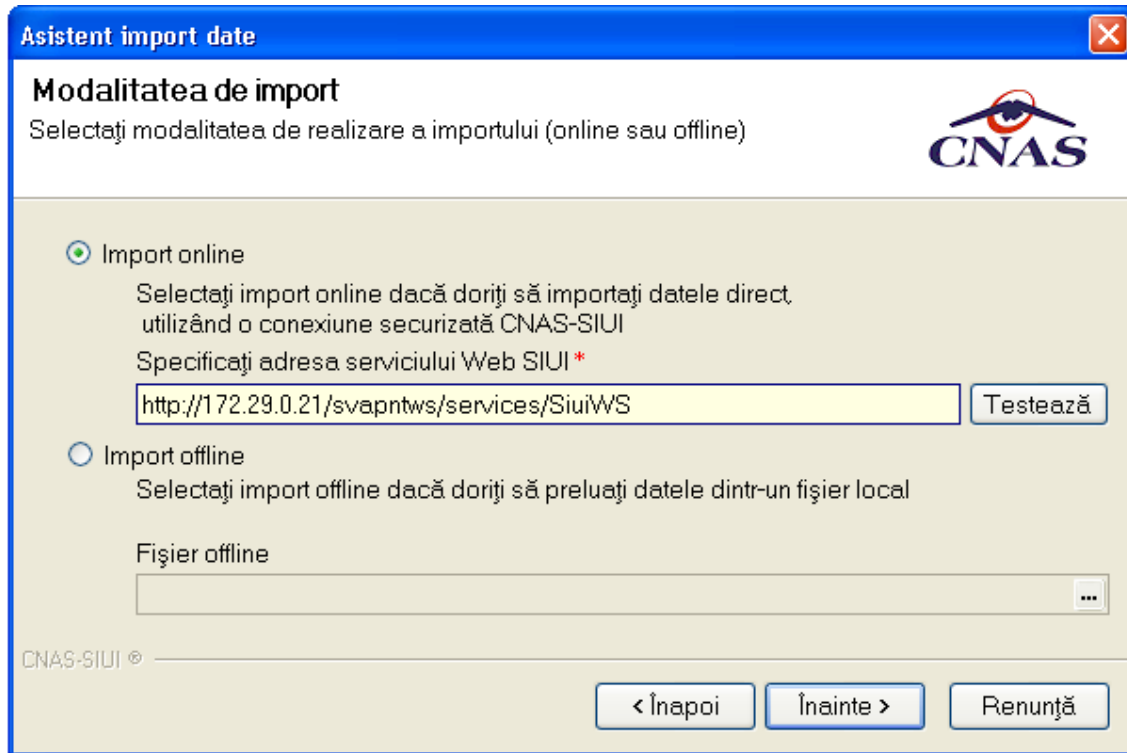 Asistent import date
Modalitatea de import
Selectaţi modalitatea de realizare a importului (online sau offline)
CNAS
Import online
Selectaţi import online dacă doriţi să importaţi datele direct,
utilizând o conexiune securizată CNAS-SIUI
Specificaţi adresa serviciului Web SIUI *
http://172.29.0.21/svapntws/services/SiuiWS
Testează
Import offline
Selectaţi import offline dacă doriţi să preluaţi datele dintr-un fişier local
Fişier offline
...
CNAS-SIUI ®
< Înapoi
Înainte >
Renunţă